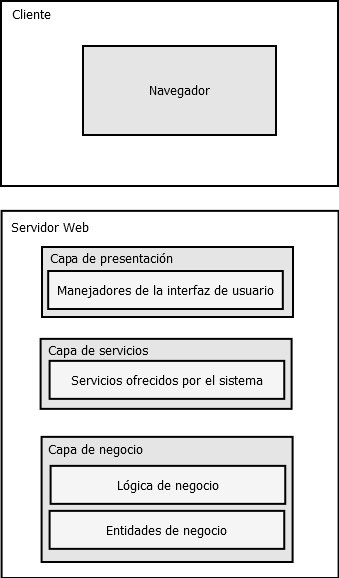 Cliente
Navegador
Servidor Web
Capa de presentación
Manejadores de la interfaz de usuario
Capa de servicios
Servicios ofrecidos por el sistema
Capa de negocio
Lógica de negocio
Entidades de negocio